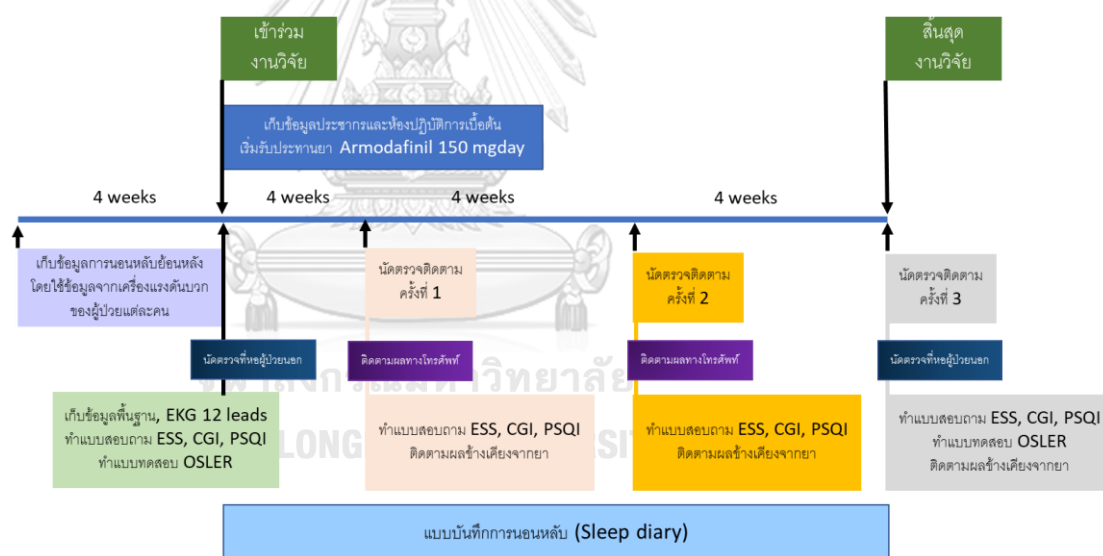 เข้าร่วม
งานวิจัย
สิ้นสุด
งานวิจัย
เก็บข้อมูลประชากรและห้องปฏิบัติการเบื้อต้น
เริ่มรับประทานยา Armodafinil 150 mgday
4 weeks
4 weeks
4 weeks
4 weeks
เก็บข้อมูลการนอนหลับย้อนหลัง
โดยใช้ข้อมูลจากเครื่องแรงดันบวก
ของผู้ป่วยแต่ละคน
นัดตรวจติดตาม
ครั้งที่ 1
นัดตรวจติดตาม
ครั้งที่ 2
นัดตรวจติดตาม
ครั้งที่ 3
นัดตรวจที่หอผู้ป่วยนอก
ติดตามผลทางโทรศัพท์
ติดตามผลทางโทรศัพท์
นัดตรวจที่หอผู้ป่วยนอก
เก็บข้อมูลพื้นฐาน, EKG 12 leads
ทำแบบสอบถาม ESS, CGI, PSQI
ทำแบบทดสอบ OSLER
ทำแบบสอบถาม ESS, CGI, PSQI
ติดตามผลข้างเคียงจากยา
ทำแบบสอบถาม ESS, CGI, PSQI
ติดตามผลข้างเคียงจากยา
ทำแบบสอบถาม ESS, CGI, PSQI
ทำแบบทดสอบ OSLER
ติดตามผลข้างเคียงจากยา
แบบบันทึกการนอนหลับ (Sleep diary)